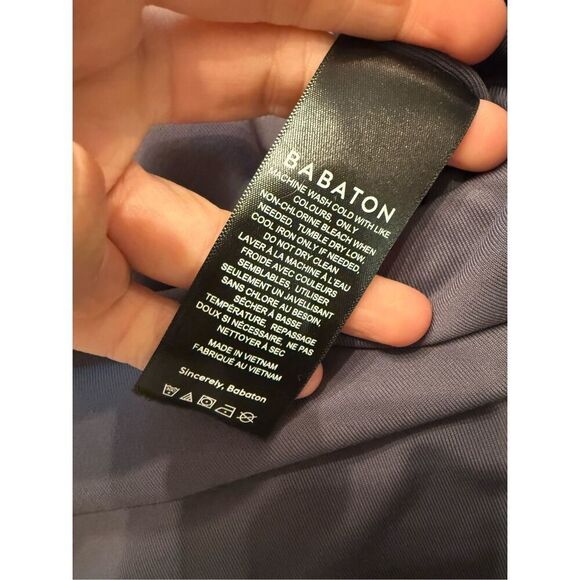 BABATON
MACHINE WASH COLD WITH LIKE
COLOURS, ONLY
NON-CHLORINE BLEACH WHEN
NEEDED, TUMBLE DRY LOW,
COOL IRON ONLY IF NEEDED,
DO NOT DRY CLEAN
LAVER À LA MACHINE À L'EAU
FROIDE AVEC COULEURS
SEMBLABLES, UTILISER
SEULEMENT UN JAVELLISANT
SANS CHLORE AU BESOIN,
SÉCHER À BASSE
TEMPÉRATURE, REPASSAGE
DOUX SI NECESSAIRE, NE PAS
NETTOYER À SEC
MADE IN VIETNAM
FABRIQUÉ AU VIETNAM
Sincerely, Babaton